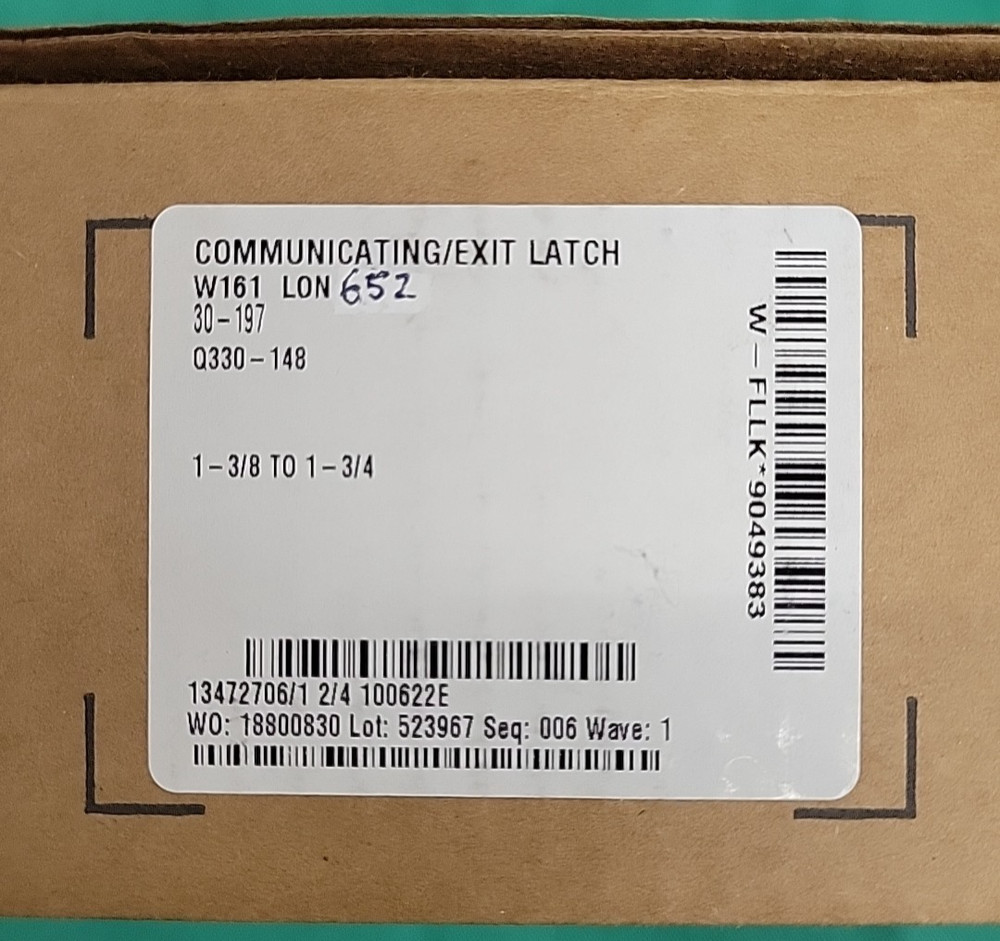 COMMUNICATING/EXIT LATCH
W161 LON 652
30-197
Q330-148
1-3/8 TO 1-3/4
W-FLLK*9049383
13472706/1 2/4 100622E
WO: 18800830 Lot: 523967 Seq: 006 Wave: 1